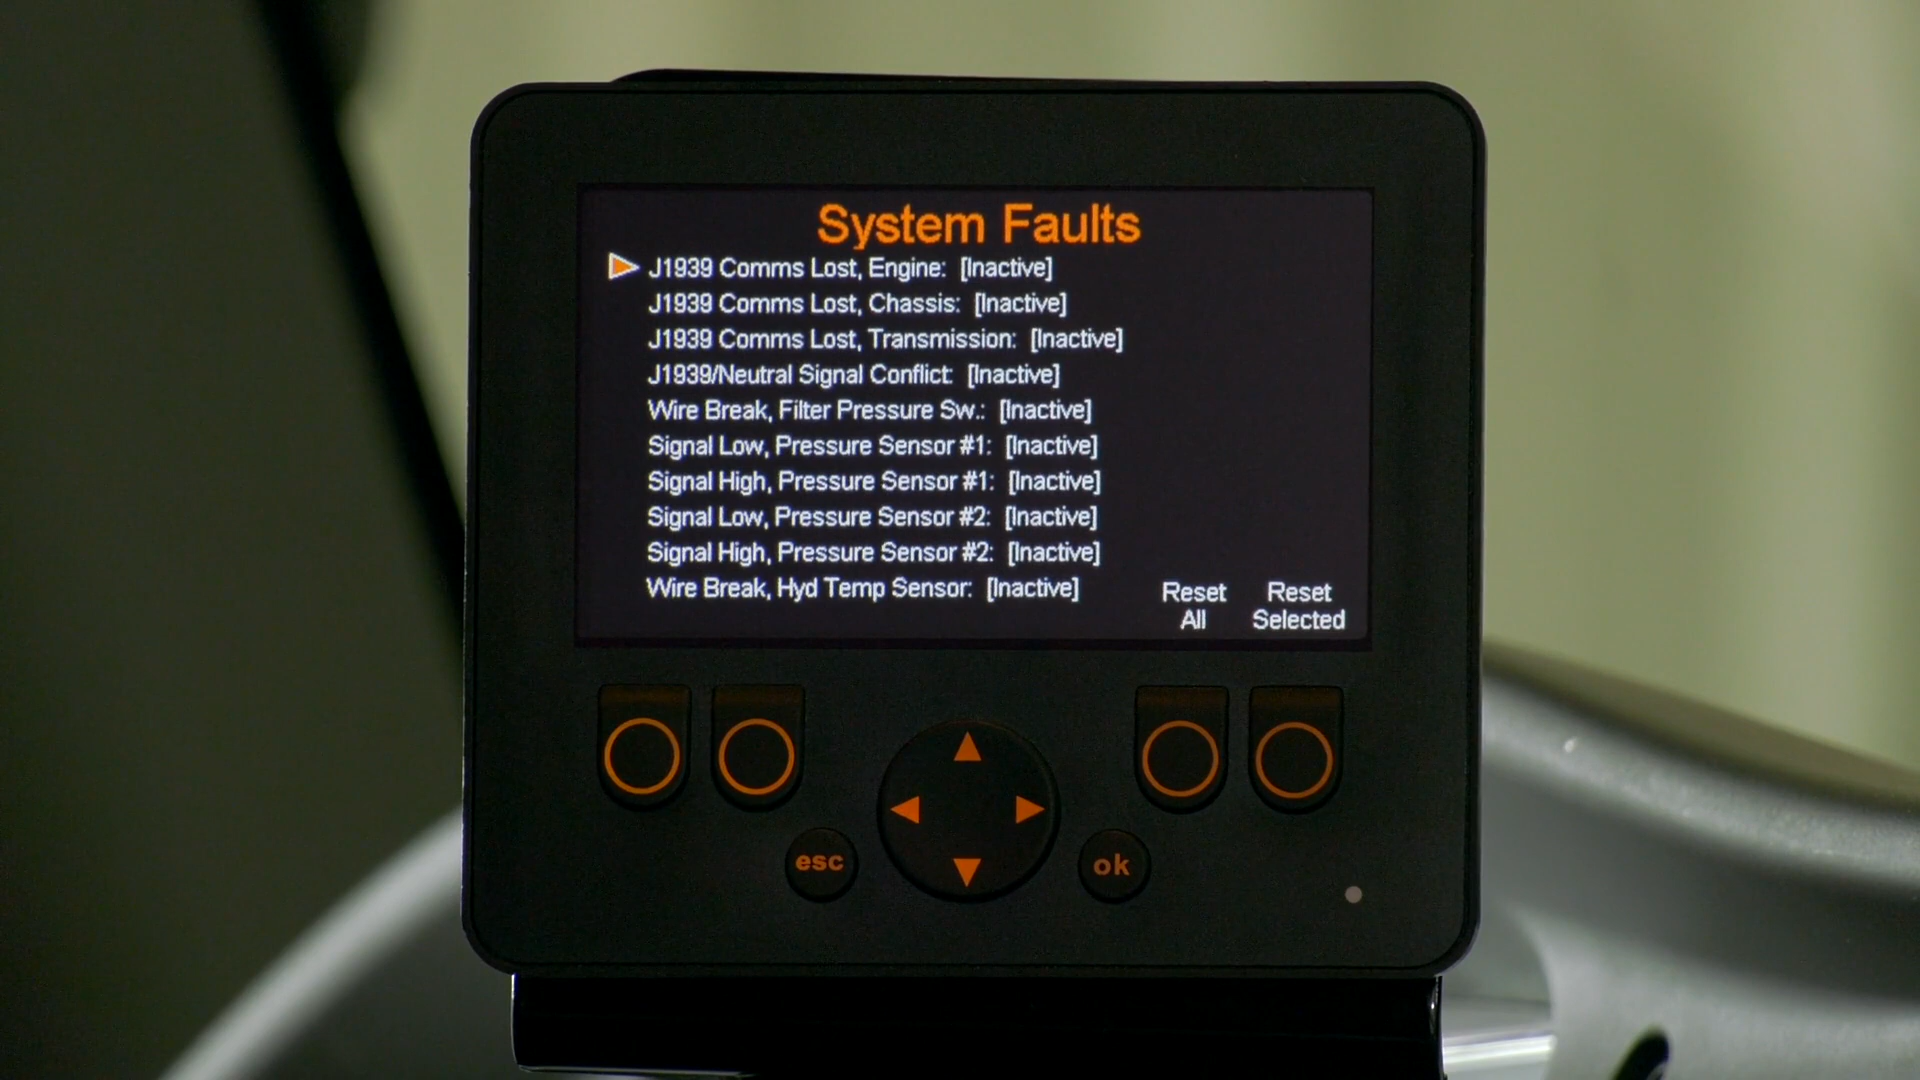 System Faults
J1939 Comms Lost, Engine: [Inactive]
J1939 Comms Lost, Chassis: [Inactive]
J1939 Comms Lost, Transmission: [Inactive]
J1939/Neutral Signal Conflict: [Inactive]
Wire Break, Filter Pressure Sw.: [Inactive]
Signal Low, Pressure Sensor #1: [Inactive]
Signal High, Pressure Sensor #1: [Inactive]
Signal Low, Pressure Sensor #2: [Inactive]
Signal High, Pressure Sensor #2: [Inactive]
Wire Break, Hyd Temp Sensor: [Inactive]
Reset All
Reset Selected
esc
ok